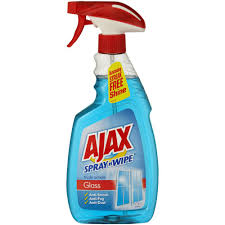 STREAK
FREE
Shine
AJAX
SPRAY n' WIPE
Glass
Anti-Streak
Anti-Fog
Anti-Dust